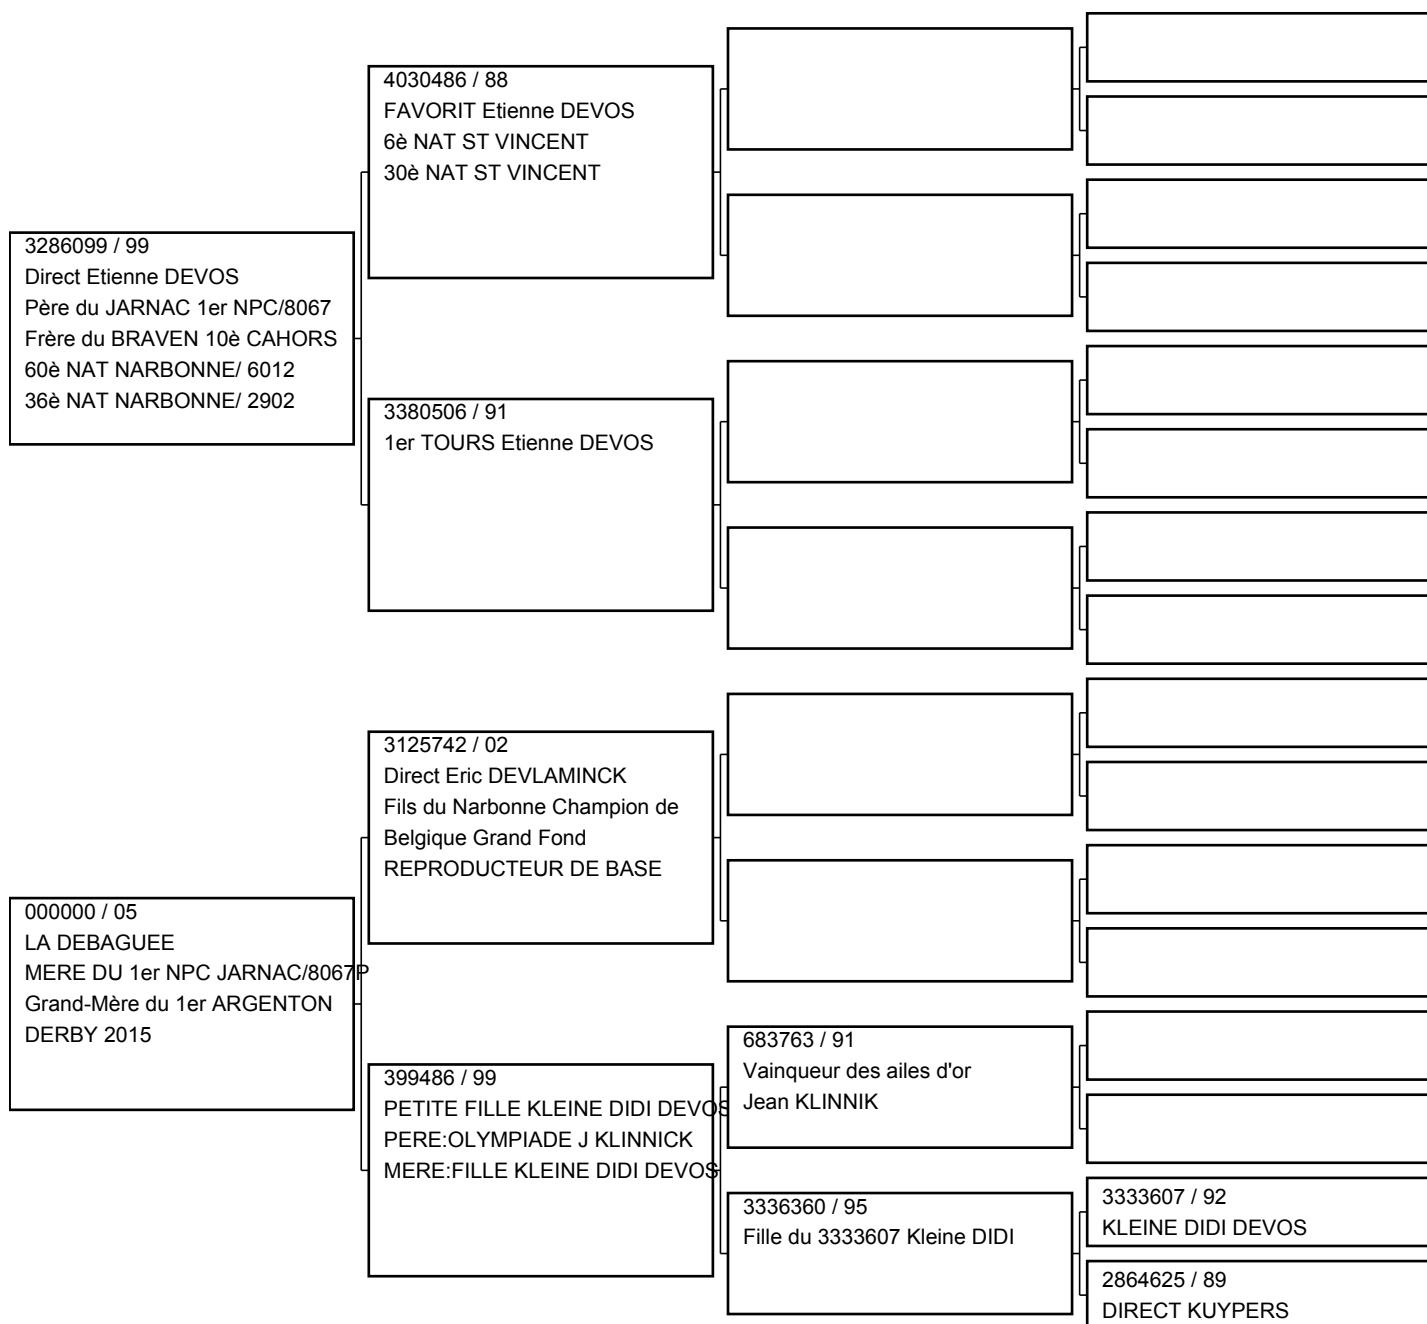 4030486 / 88
FAVORIT Etienne DEVOS
6è NAT ST VINCENT
30è NAT ST VINCENT
3286099 / 99
Direct Etienne DEVOS
Père du JARNAC 1er NPC/8067
Frère du BRAVEN 10è CAHORS
60è NAT NARBONNE/ 6012
36è NAT NARBONNE/ 2902
3380506 / 91
1er TOURS Etienne DEVOS
3125742 / 02
Direct Eric DEVLAMINCK
Fils du Narbonne Champion de
Belgique Grand Fond
REPRODUCTEUR DE BASE
000000 / 05
LA DEBAGUEE
MERE DU 1er NPC JARNAC/8067P
Grand-Mère du 1er ARGENTON
DERBY 2015
399486 / 99
PETITE FILLE KLEINE DIDI DEVOS
PERE:OLYMPIADE J KLINNICK
MERE:FILLE KLEINE DIDI DEVOS
683763 / 91
Vainqueur des ailes d'or
Jean KLINNIK
3336360 / 95
Fille du 3333607 Kleine DIDI
3333607 / 92
KLEINE DIDI DEVOS
2864625 / 89
DIRECT KUYPERS